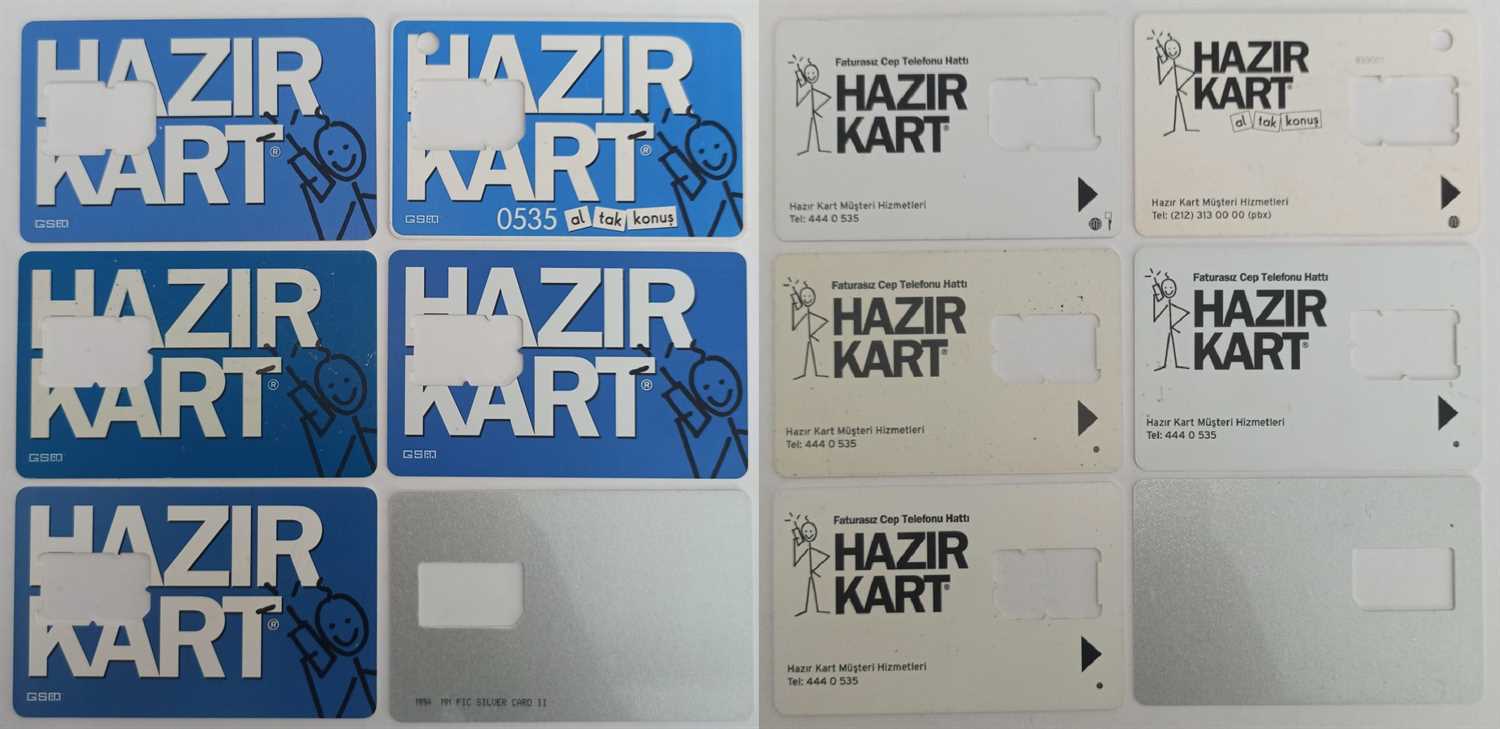 HAZIR
KART®
GSM
HAZIR
KART®
GSM
0535 al tak konuş
HAZIR
KART®
GSM
HAZIR
KART®
GSM
HAZIR
KART®
GSM
MM PIC SILVER CARD II
Faturasız Cep Telefonu Hattı
HAZIR
KART®
Hazır Kart Müşteri Hizmetleri
Tel: 444 0 535
HAZIR
KART®
al tak konuş
Hazır Kart Müşteri Hizmetleri
Tel: (212) 313 00 00 (pbx)
Faturasız Cep Telefonu Hattı
HAZIR
KART®
Hazır Kart Müşteri Hizmetleri
Tel: 444 0 535
Faturasız Cep Telefonu Hattı
HAZIR
KART®
Hazır Kart Müşteri Hizmetleri
Tel: 444 0 535
Faturasız Cep Telefonu Hattı
HAZIR
KART®
Hazır Kart Müşteri Hizmetleri
Tel: 444 0 535